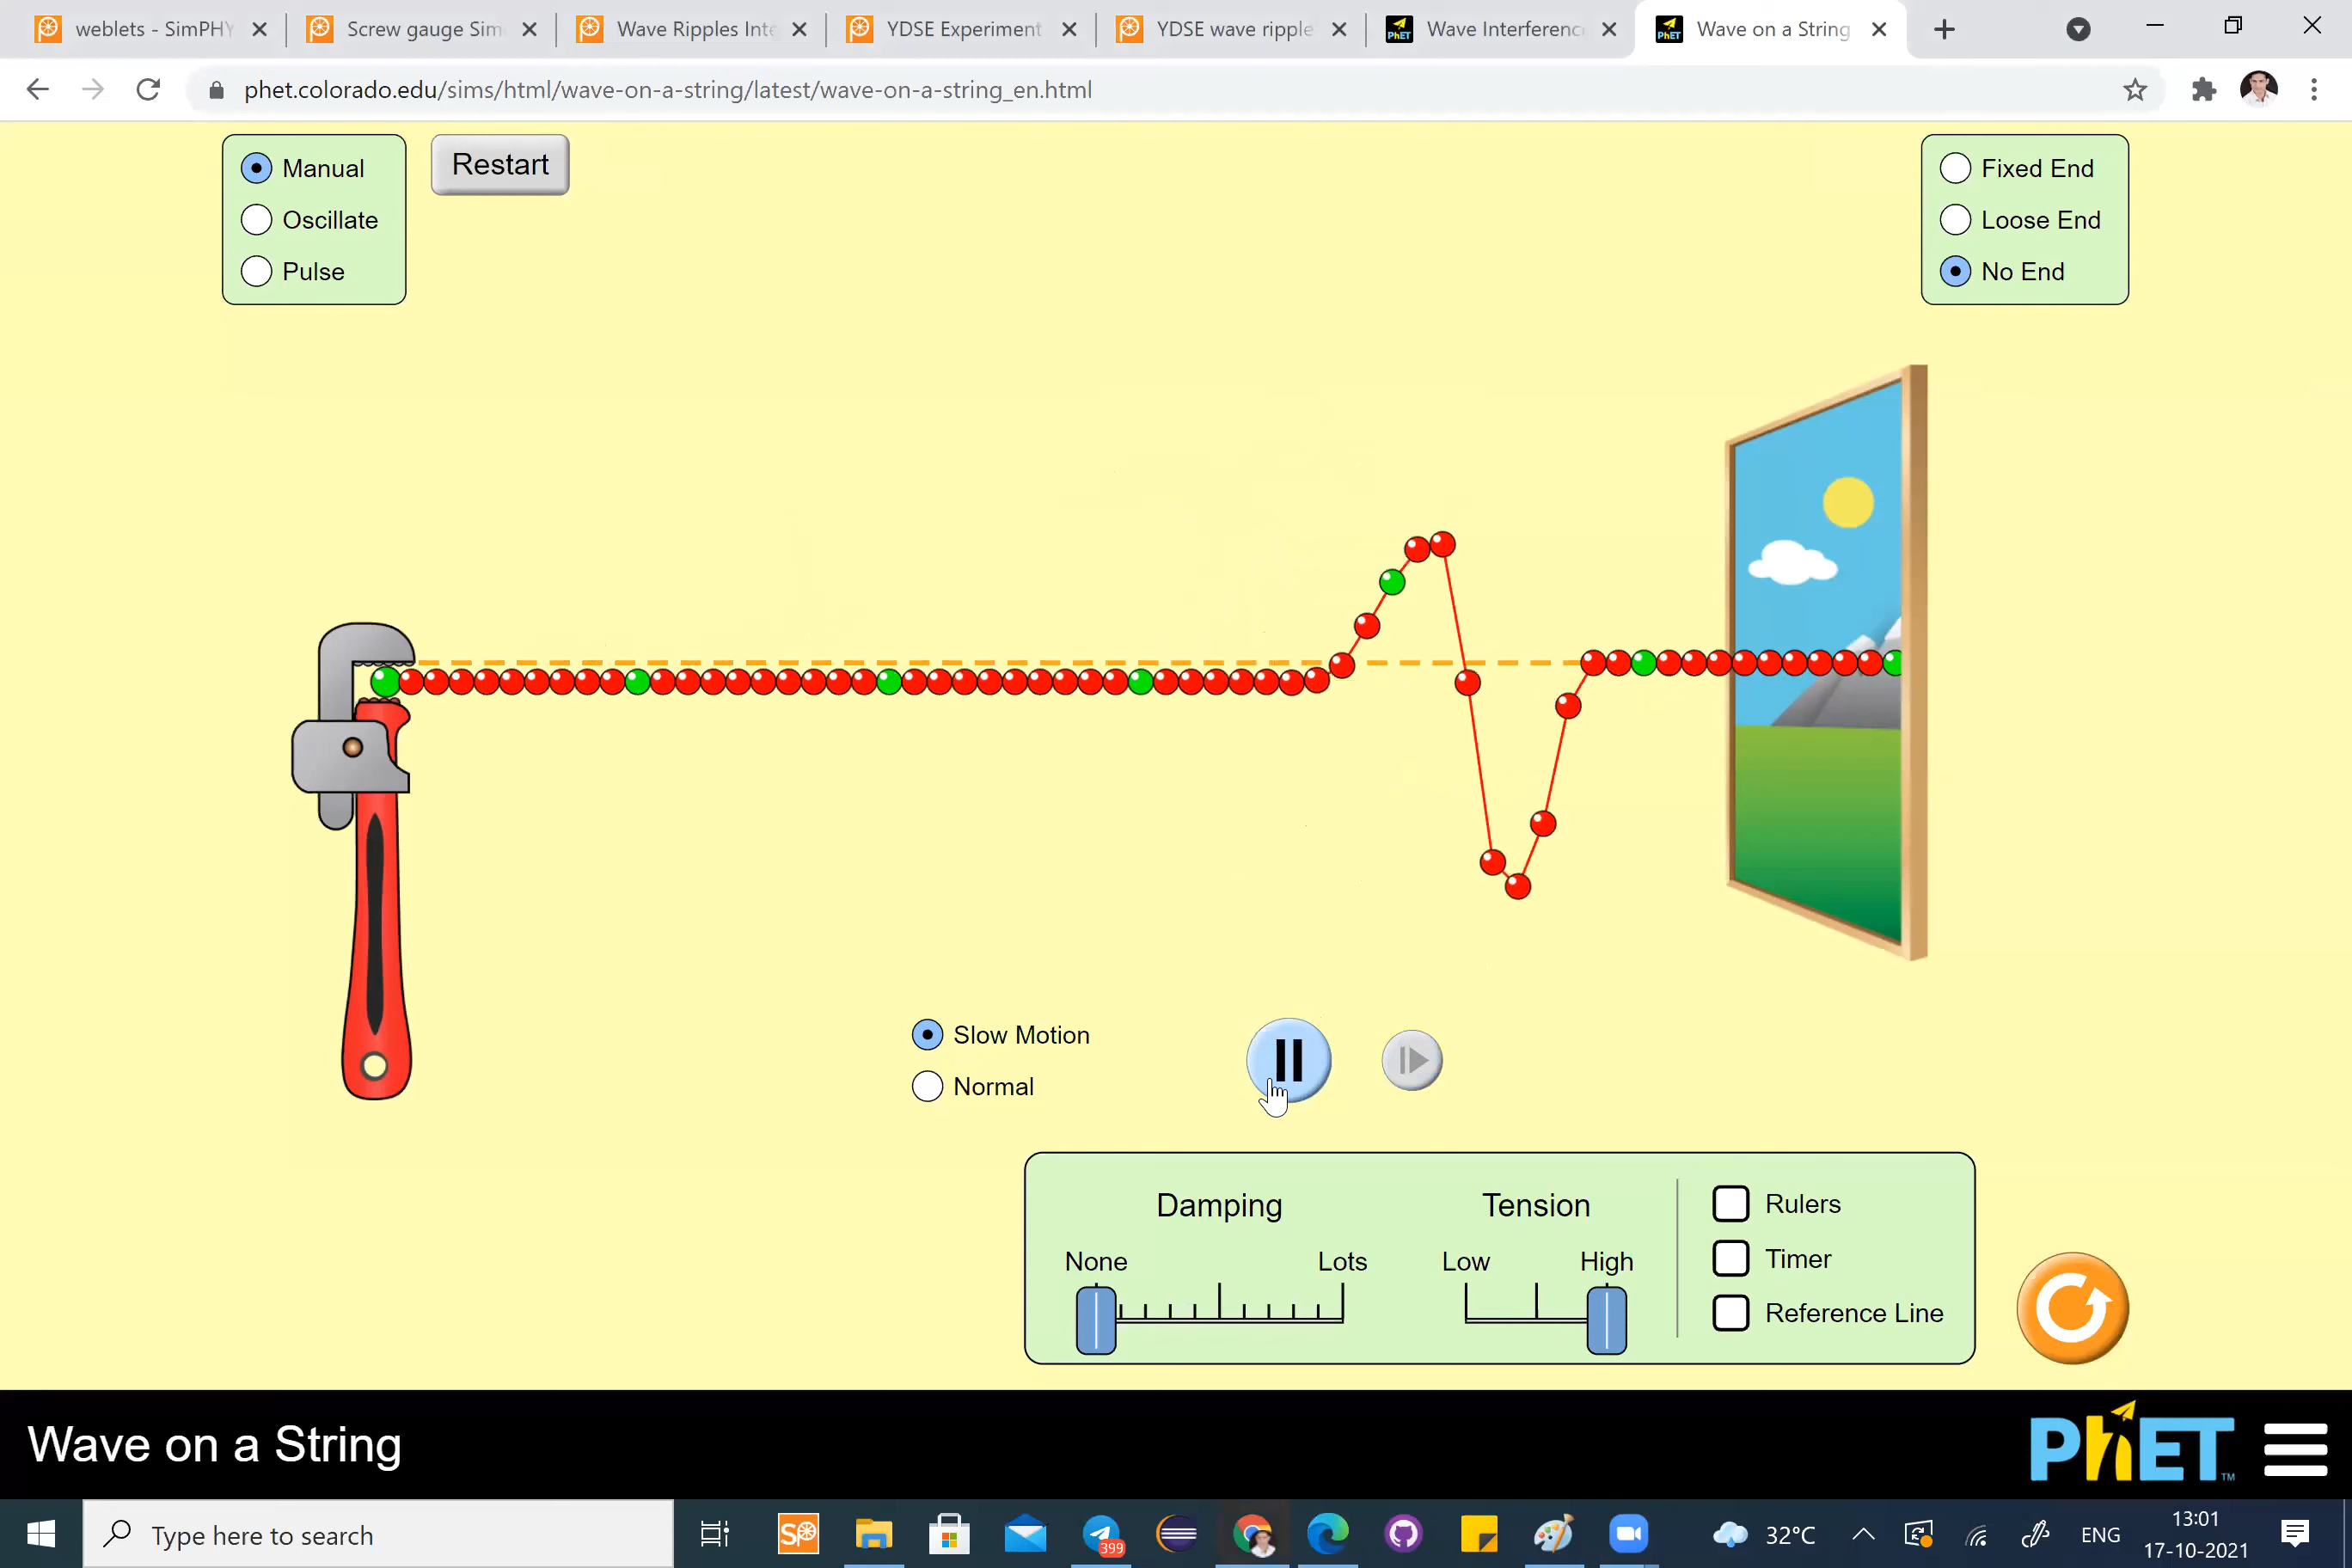 weblets - SimPHY
Screw gauge Sim
Wave Ripples Inte
YDSE Experiment
YDSE wave ripple
Wave Interferenc
Wave on a String
phet.colorado.edu/sims/html/wave-on-a-string/latest/wave-on-a-string_en.html
Manual
Oscillate
Pulse
Restart
Fixed End
Loose End
No End
Slow Motion
Normal
Damping
None
Lots
Tension
Low
High
Rulers
Timer
Reference Line
Wave on a String
PhET™
Type here to search
399
32°C
ENG
13:01
17-10-2021